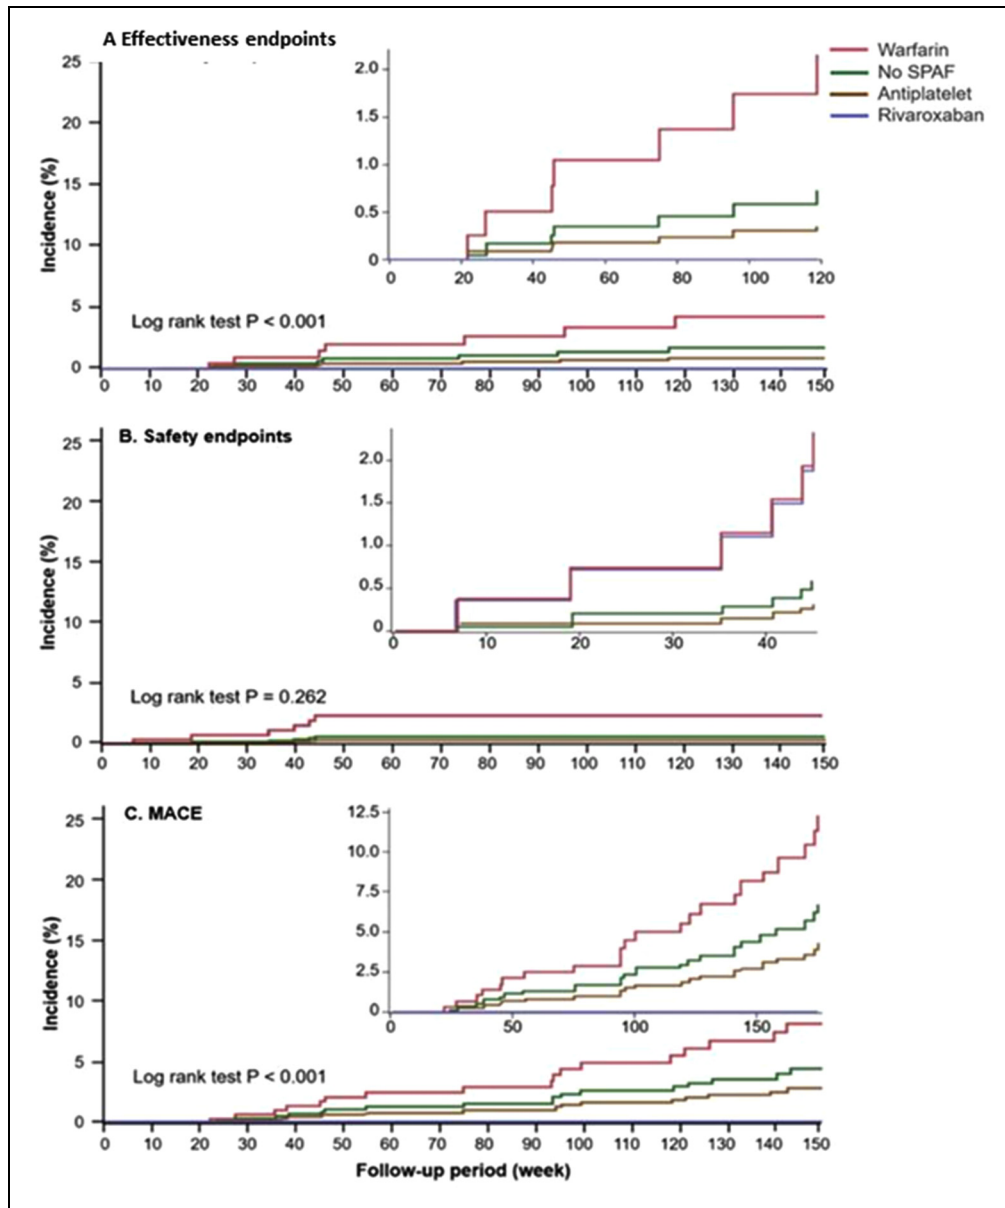 A Effectiveness endpoints
Warfarin
No SPAF
Antiplatelet
Rivaroxaban
Incidence (%)
25
20
15
10
5
0
2.0
1.5
1.0
0.5
0
0 20 40 60 80 100 120
Log rank test P < 0.001
0 10 20 30 40 50 60 70 80 90 100 110 120 130 140 150
B. Safety endpoints
Incidence (%)
25
20
15
10
5
0
2.0
1.5
1.0
0.5
0
0 10 20 30 40
Log rank test P = 0.262
0 10 20 30 40 50 60 70 80 90 100 110 120 130 140 150
C. MACE
Incidence (%)
25
20
15
10
5
0
12.5
10.0
7.5
5.0
2.5
0
0 50 100 150
Log rank test P < 0.001
0 10 20 30 40 50 60 70 80 90 100 110 120 130 140 150
Follow-up period (week)